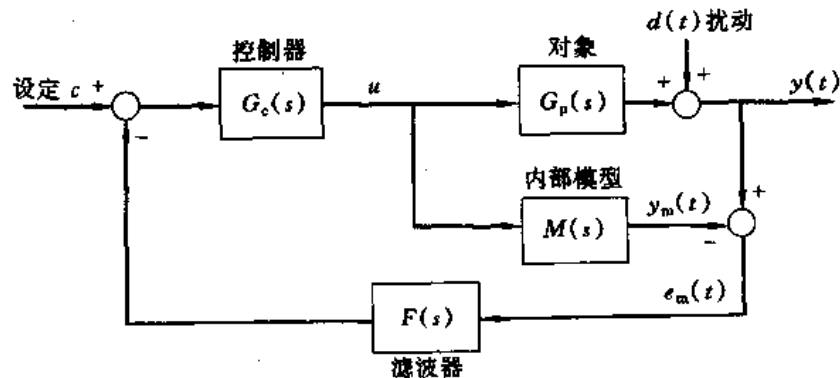 d(t)扰动
控制器
对象
设定 c +
G_c(s)
u
+
+
G_p(s)
y(t)
−
内部模型
+
M(s)
y_m(t)
−
e_m(t)
F(s)
滤波器